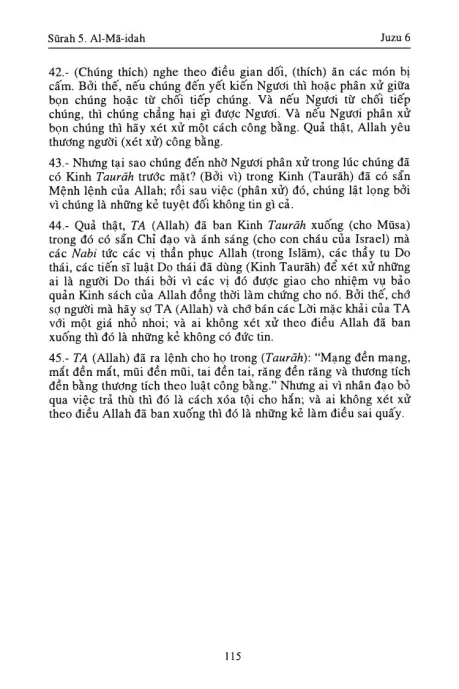 Sūrah 5. Al-Mā-idah
Juzu 6
42.- (Chúng thích) nghe theo điều gian dối, (thích) ăn các món bị
cấm. Bởi thế, nếu chúng đến yết kiến Ngươi thì hoặc phân xử giữa
bọn chúng hoặc từ chối tiếp chúng. Và nếu Ngươi từ chối tiếp
chúng, thì chúng chẳng hại gì được Ngươi. Và nếu Ngươi phân xử
bọn chúng thì hãy xét xử một cách công bằng. Quả thật, Allah yêu
thương người (xét xử) công bằng.
43.- Nhưng tại sao chúng đến nhờ Ngươi phân xử trong lúc chúng đã
có Kinh Taurāh trước mặt? (Bởi vì) trong Kinh (Taurāh) đã có sẵn
Mệnh lệnh của Allah; rồi sau việc (phân xử) đó, chúng lật lọng bởi
vì chúng là những kẻ tuyệt đối không tin gì cả.
44.- Quả thật, TA (Allah) đã ban Kinh Taurāh xuống (cho Mūsa)
trong đó có sẵn Chỉ đạo và ánh sáng (cho con cháu của Israel) mà
các Nabi tức các vị thần phục Allah (trong Islām), các thầy tu Do
thái, các tiến sĩ luật Do thái đã dùng (Kinh Taurāh) để xét xử những
ai là người Do thái bởi vì các vị đó được giao cho nhiệm vụ bảo
quản Kinh sách của Allah đồng thời làm chứng cho nó. Bởi thế, chớ
sợ người mà hãy sợ TA (Allah) và chớ bán các Lời mặc khải của TA
với một giá nhỏ nhoi; và ai không xét xử theo điều Allah đã ban
xuống thì đó là những kẻ không có đức tin.
45.- TA (Allah) đã ra lệnh cho họ trong (Taurāh): “Mạng đền mạng,
mắt đền mắt, mũi đền mũi, tai đền tai, răng đền răng và thương tích
đền bằng thương tích theo luật công bằng.” Nhưng ai vì nhân đạo bỏ
qua việc trả thù thì đó là cách xóa tội cho hắn; và ai không xét xử
theo điều Allah đã ban xuống thì đó là những kẻ làm điều sai quấy.
115